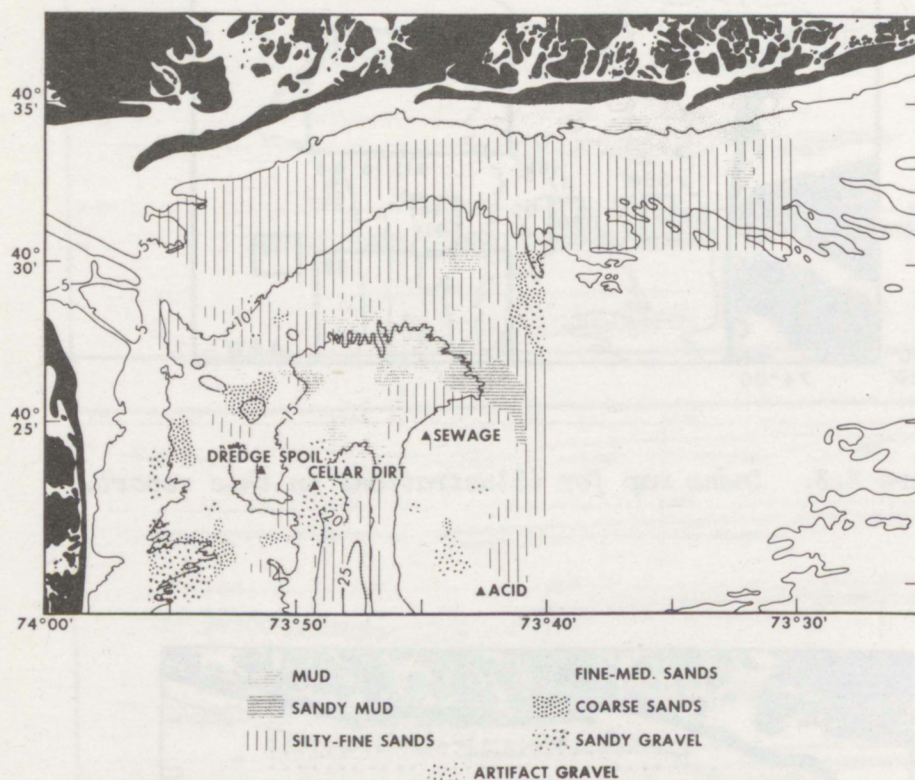 40°
35'
5
5
5
40°
30'
10
15
40°
25'
SEWAGE
DREDGE SPOIL
CELLAR DIRT
20
25
ACID
74°00'
73°50'
73°40'
73°30'
MUD
FINE-MED. SANDS
SANDY MUD
COARSE SANDS
SILTY-FINE SANDS
SANDY GRAVEL
ARTIFACT GRAVEL